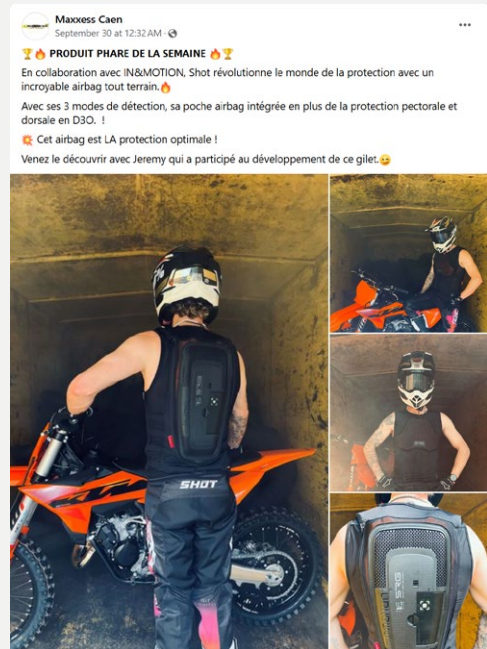 Maxxess Caen
September 30 at 12:32 AM ·
🏆🔥 PRODUIT PHARE DE LA SEMAINE 🔥🏆
En collaboration avec IN&MOTION, Shot révolutionne le monde de la protection avec un
incroyable airbag tout terrain.🔥
Avec ses 3 modes de détection, sa poche airbag intégrée en plus de la protection pectorale et
dorsale en D3O. !
💥 Cet airbag est LA protection optimale !
Venez le découvrir avec Jeremy qui a participé au développement de ce gilet.😉
SHOT